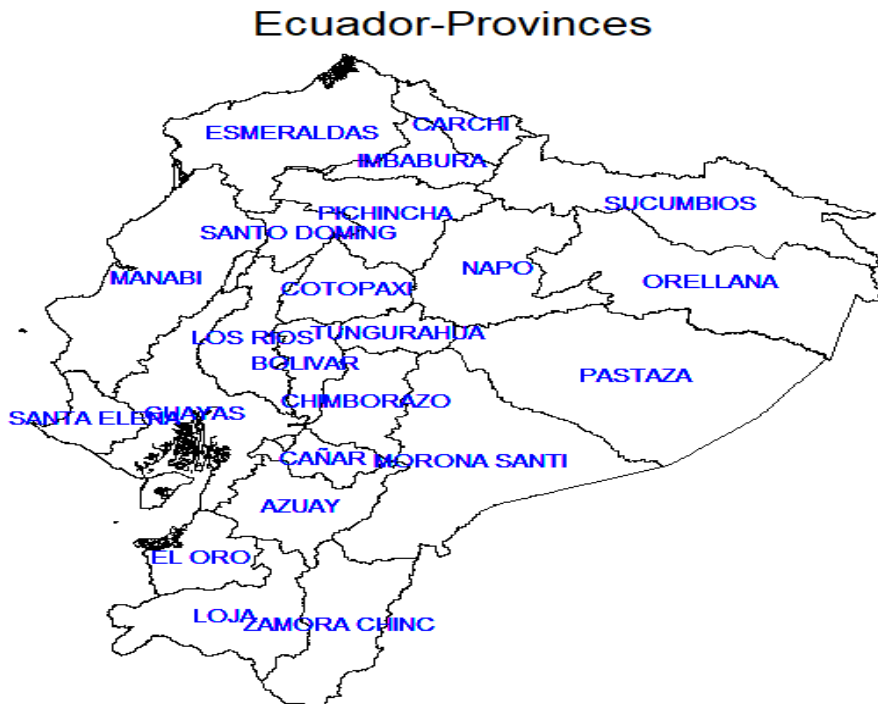 Ecuador-Provinces
CARCHI
ESMERALDAS
IMBABURA
SUCUMBIOS
PICHINCHA
SANTO DOMING
NAPO
MANABI
ORELLANA
COTOPAXI
TUNGURAHUA
LOS RIOS
BOLIVAR
PASTAZA
CHIMBORAZO
GUAYAS
SANTA ELENA
CAÑAR
MORONA SANTI
AZUAY
EL ORO
LOJA
ZAMORA CHINC